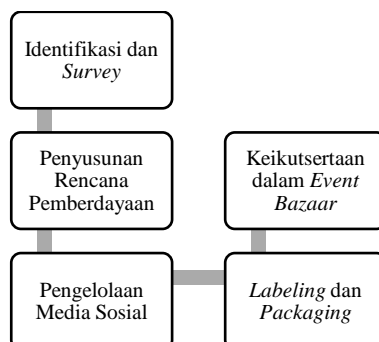 Identifikasi dan
Survey
Penyusunan
Rencana
Pemberdayaan
Pengelolaan
Media Sosial
Labeling dan
Packaging
Keikutsertaan
dalam Event
Bazaar